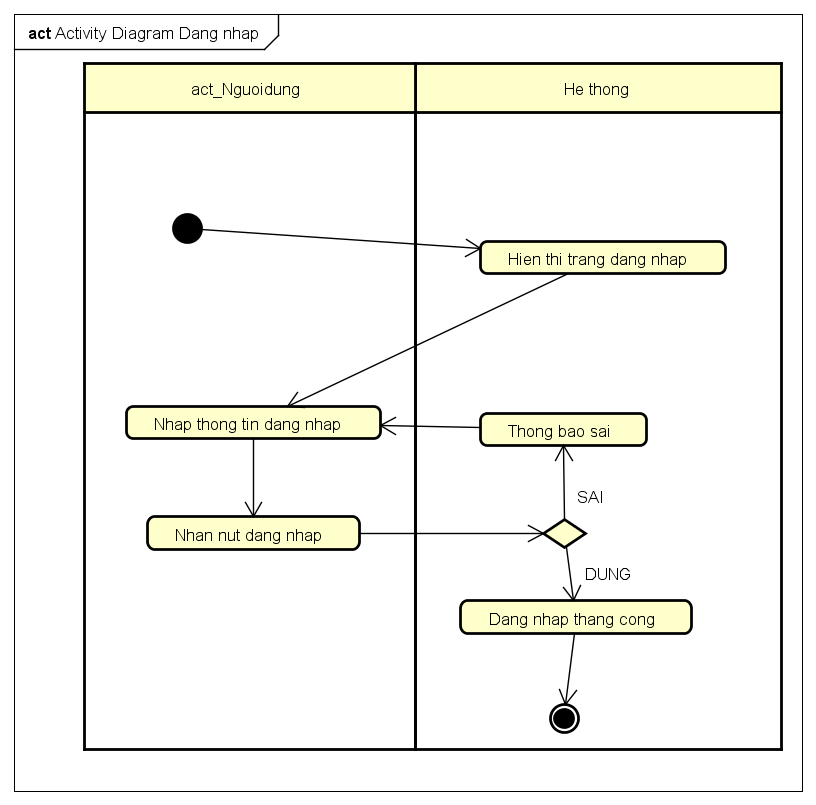 act Activity Diagram Dang nhap
act_Nguoidung
He thong
Hien thi trang dang nhap
Nhap thong tin dang nhap
Thong bao sai
SAI
Nhan nut dang nhap
DUNG
Dang nhap thang cong